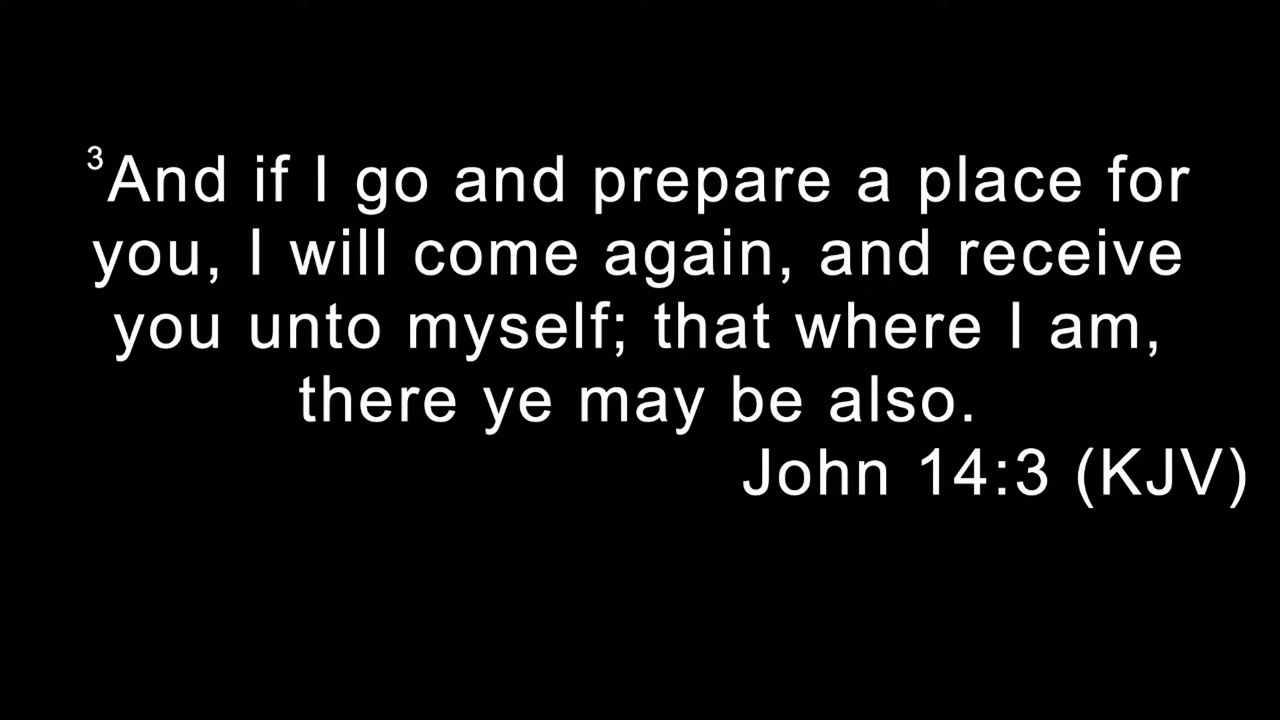 ³And if I go and prepare a place for
you, I will come again, and receive
you unto myself; that where I am,
there ye may be also.
John 14:3 (KJV)